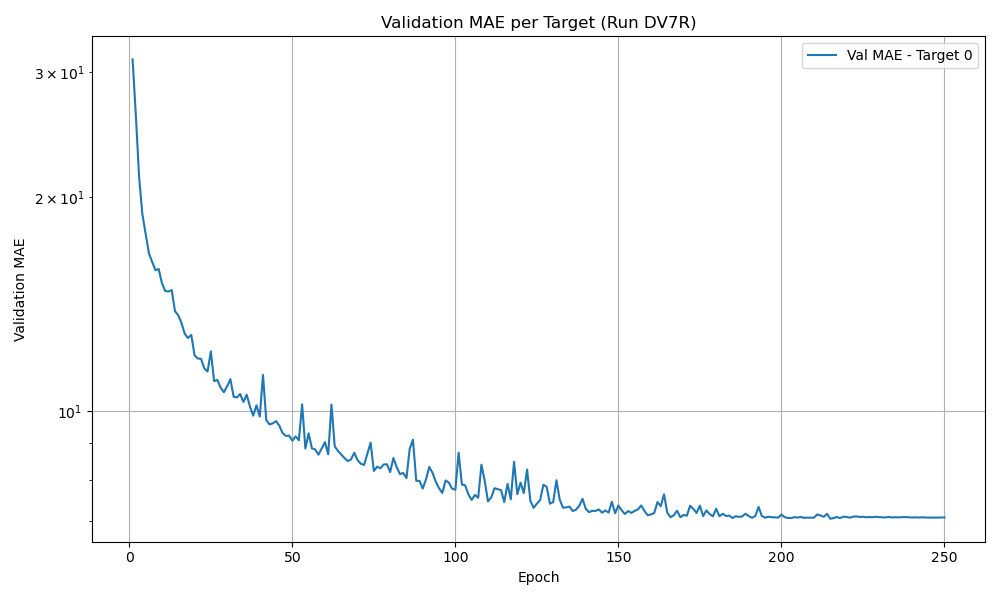 Validation MAE per Target (Run DV7R)
Val MAE - Target 0
3 × 10¹
2 × 10¹
10¹
Validation MAE
0 50 100 150 200 250
Epoch